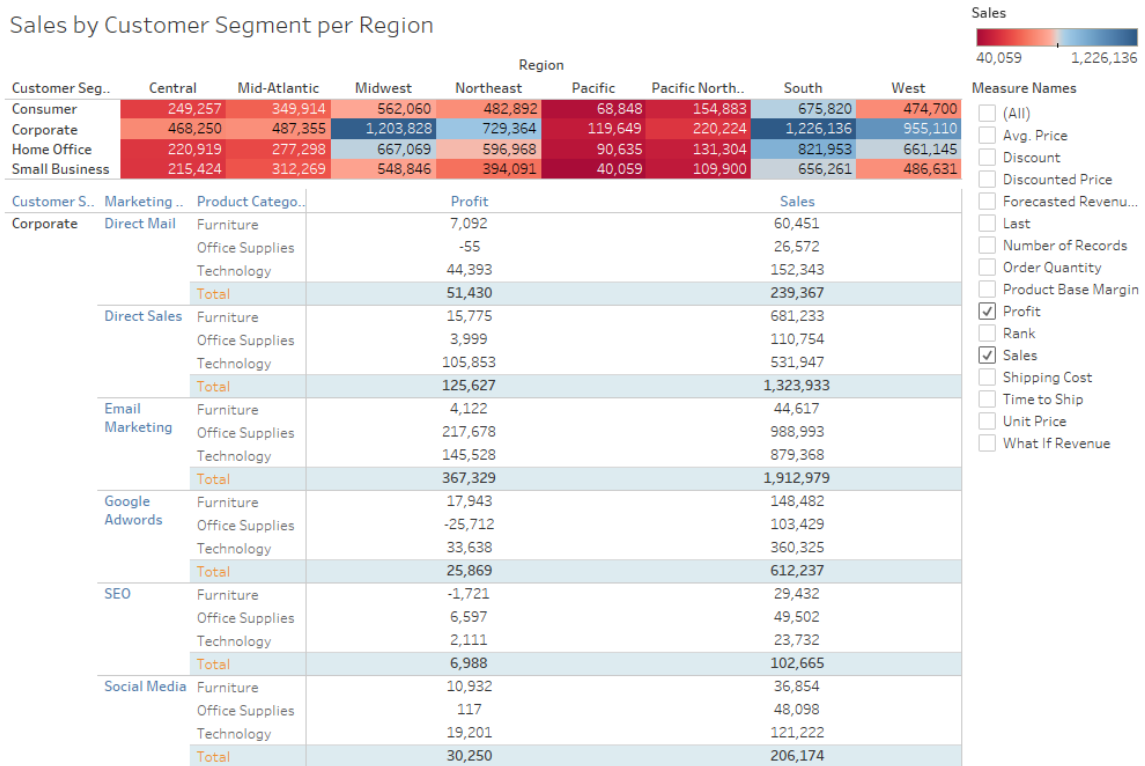 Sales by Customer Segment per Region
Sales
40,059 1,226,136
Region
Customer Seg.. Central Mid-Atlantic Midwest Northeast Pacific Pacific North.. South West
Consumer 249,257 349,914 562,060 482,892 68,848 154,883 675,820 474,700
Corporate 468,250 487,355 1,203,828 729,364 119,649 220,224 1,226,136 955,110
Home Office 220,919 277,298 667,069 596,968 90,635 131,304 821,953 661,145
Small Business 215,424 312,269 548,846 394,091 40,059 109,900 656,261 486,631
Customer S.. Marketing .. Product Catego.. Profit Sales
Corporate Direct Mail Furniture 7,092 60,451
Office Supplies -55 26,572
Technology 44,393 152,343
Total 51,430 239,367
Direct Sales Furniture 15,775 681,233
Office Supplies 3,999 110,754
Technology 105,853 531,947
Total 125,627 1,323,933
Email Furniture 4,122 44,617
Marketing Office Supplies 217,678 988,993
Technology 145,528 879,368
Total 367,329 1,912,979
Google Furniture 17,943 148,482
Adwords Office Supplies -25,712 103,429
Technology 33,638 360,325
Total 25,869 612,237
SEO Furniture -1,721 29,432
Office Supplies 6,597 49,502
Technology 2,111 23,732
Total 6,988 102,665
Social Media Furniture 10,932 36,854
Office Supplies 117 48,098
Technology 19,201 121,222
Total 30,250 206,174
Measure Names
(All)
Avg. Price
Discount
Discounted Price
Forecasted Revenu...
Last
Number of Records
Order Quantity
Product Base Margin
Profit
Rank
Sales
Shipping Cost
Time to Ship
Unit Price
What If Revenue